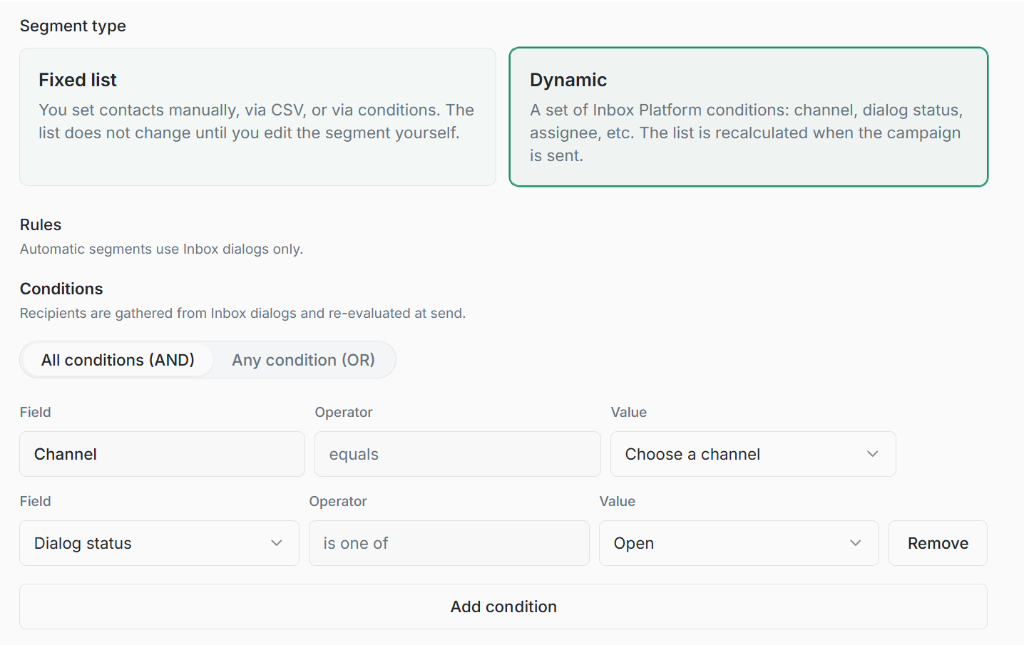 Segment type
Fixed list
You set contacts manually, via CSV, or via conditions. The
list does not change until you edit the segment yourself.
Dynamic
A set of Inbox Platform conditions: channel, dialog status,
assignee, etc. The list is recalculated when the campaign
is sent.
Rules
Automatic segments use Inbox dialogs only.
Conditions
Recipients are gathered from Inbox dialogs and re-evaluated at send.
All conditions (AND) Any condition (OR)
Field Operator Value
Channel equals Choose a channel
Field Operator Value
Dialog status is one of Open Remove
Add condition